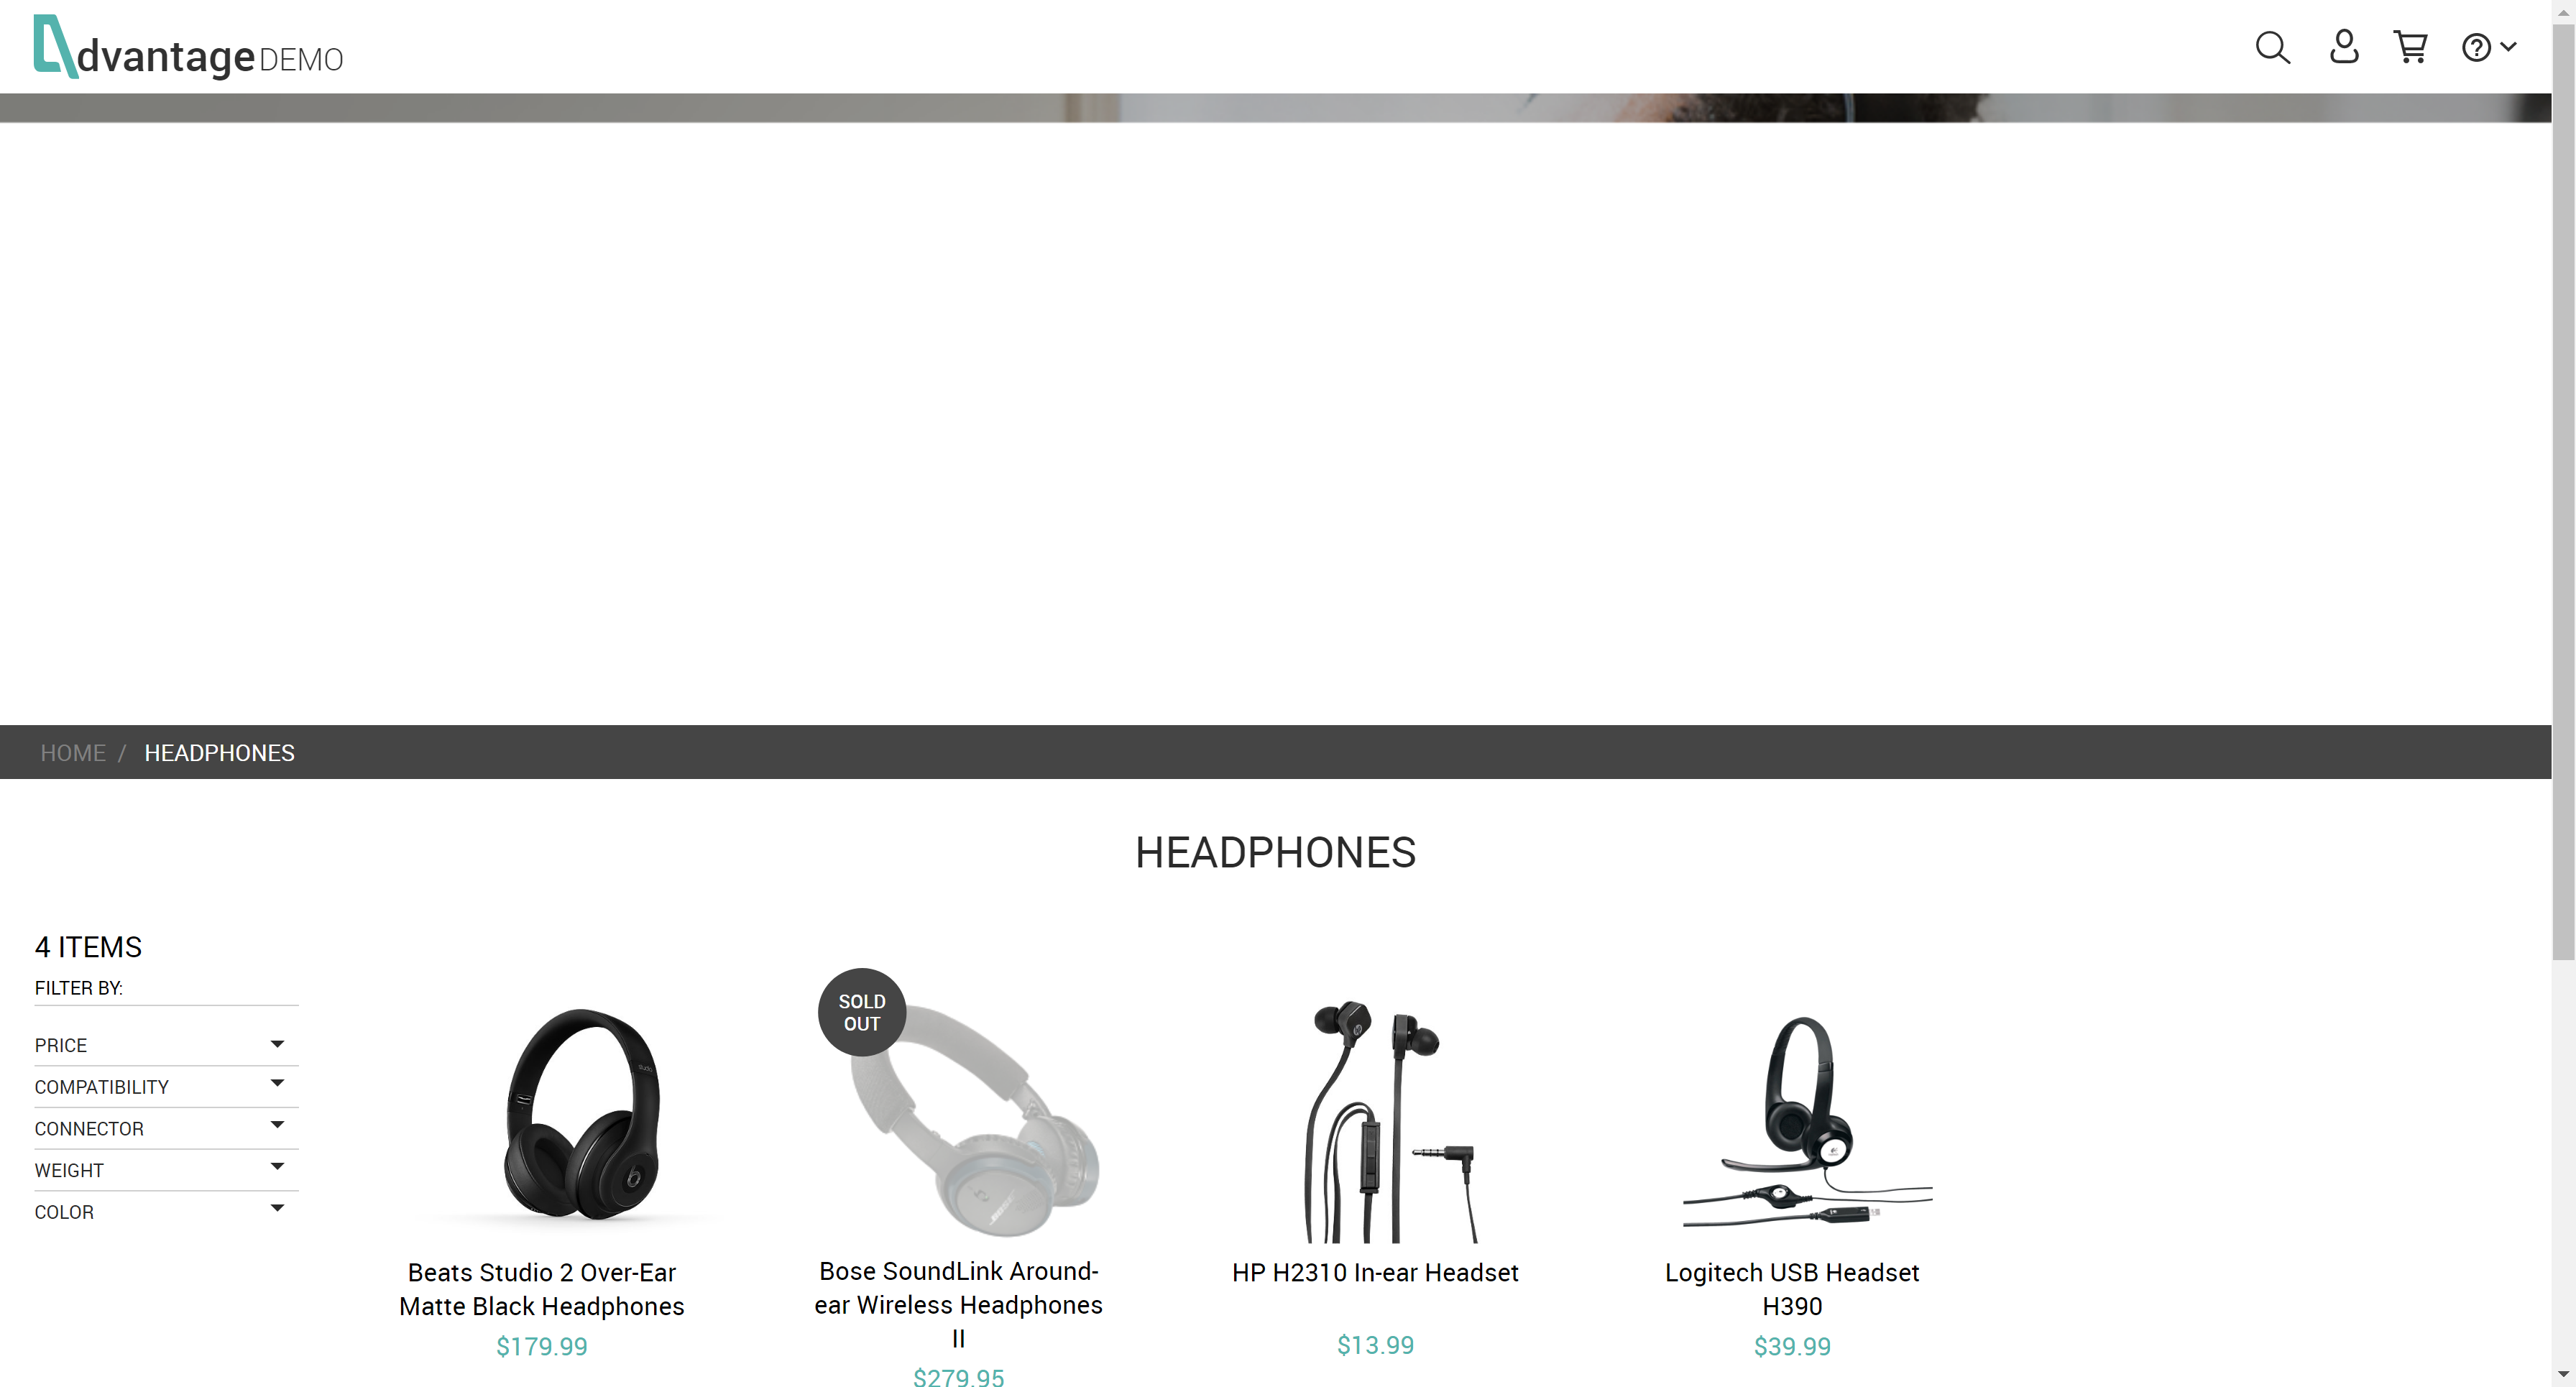 dvantage DEMO
HOME / HEADPHONES
HEADPHONES
4 ITEMS
FILTER BY:
PRICE
COMPATIBILITY
CONNECTOR
WEIGHT
COLOR
SOLD
OUT
Beats Studio 2 Over-Ear
Matte Black Headphones
$179.99
Bose SoundLink Around-
ear Wireless Headphones
II
$279.95
HP H2310 In-ear Headset
$13.99
Logitech USB Headset
H390
$39.99